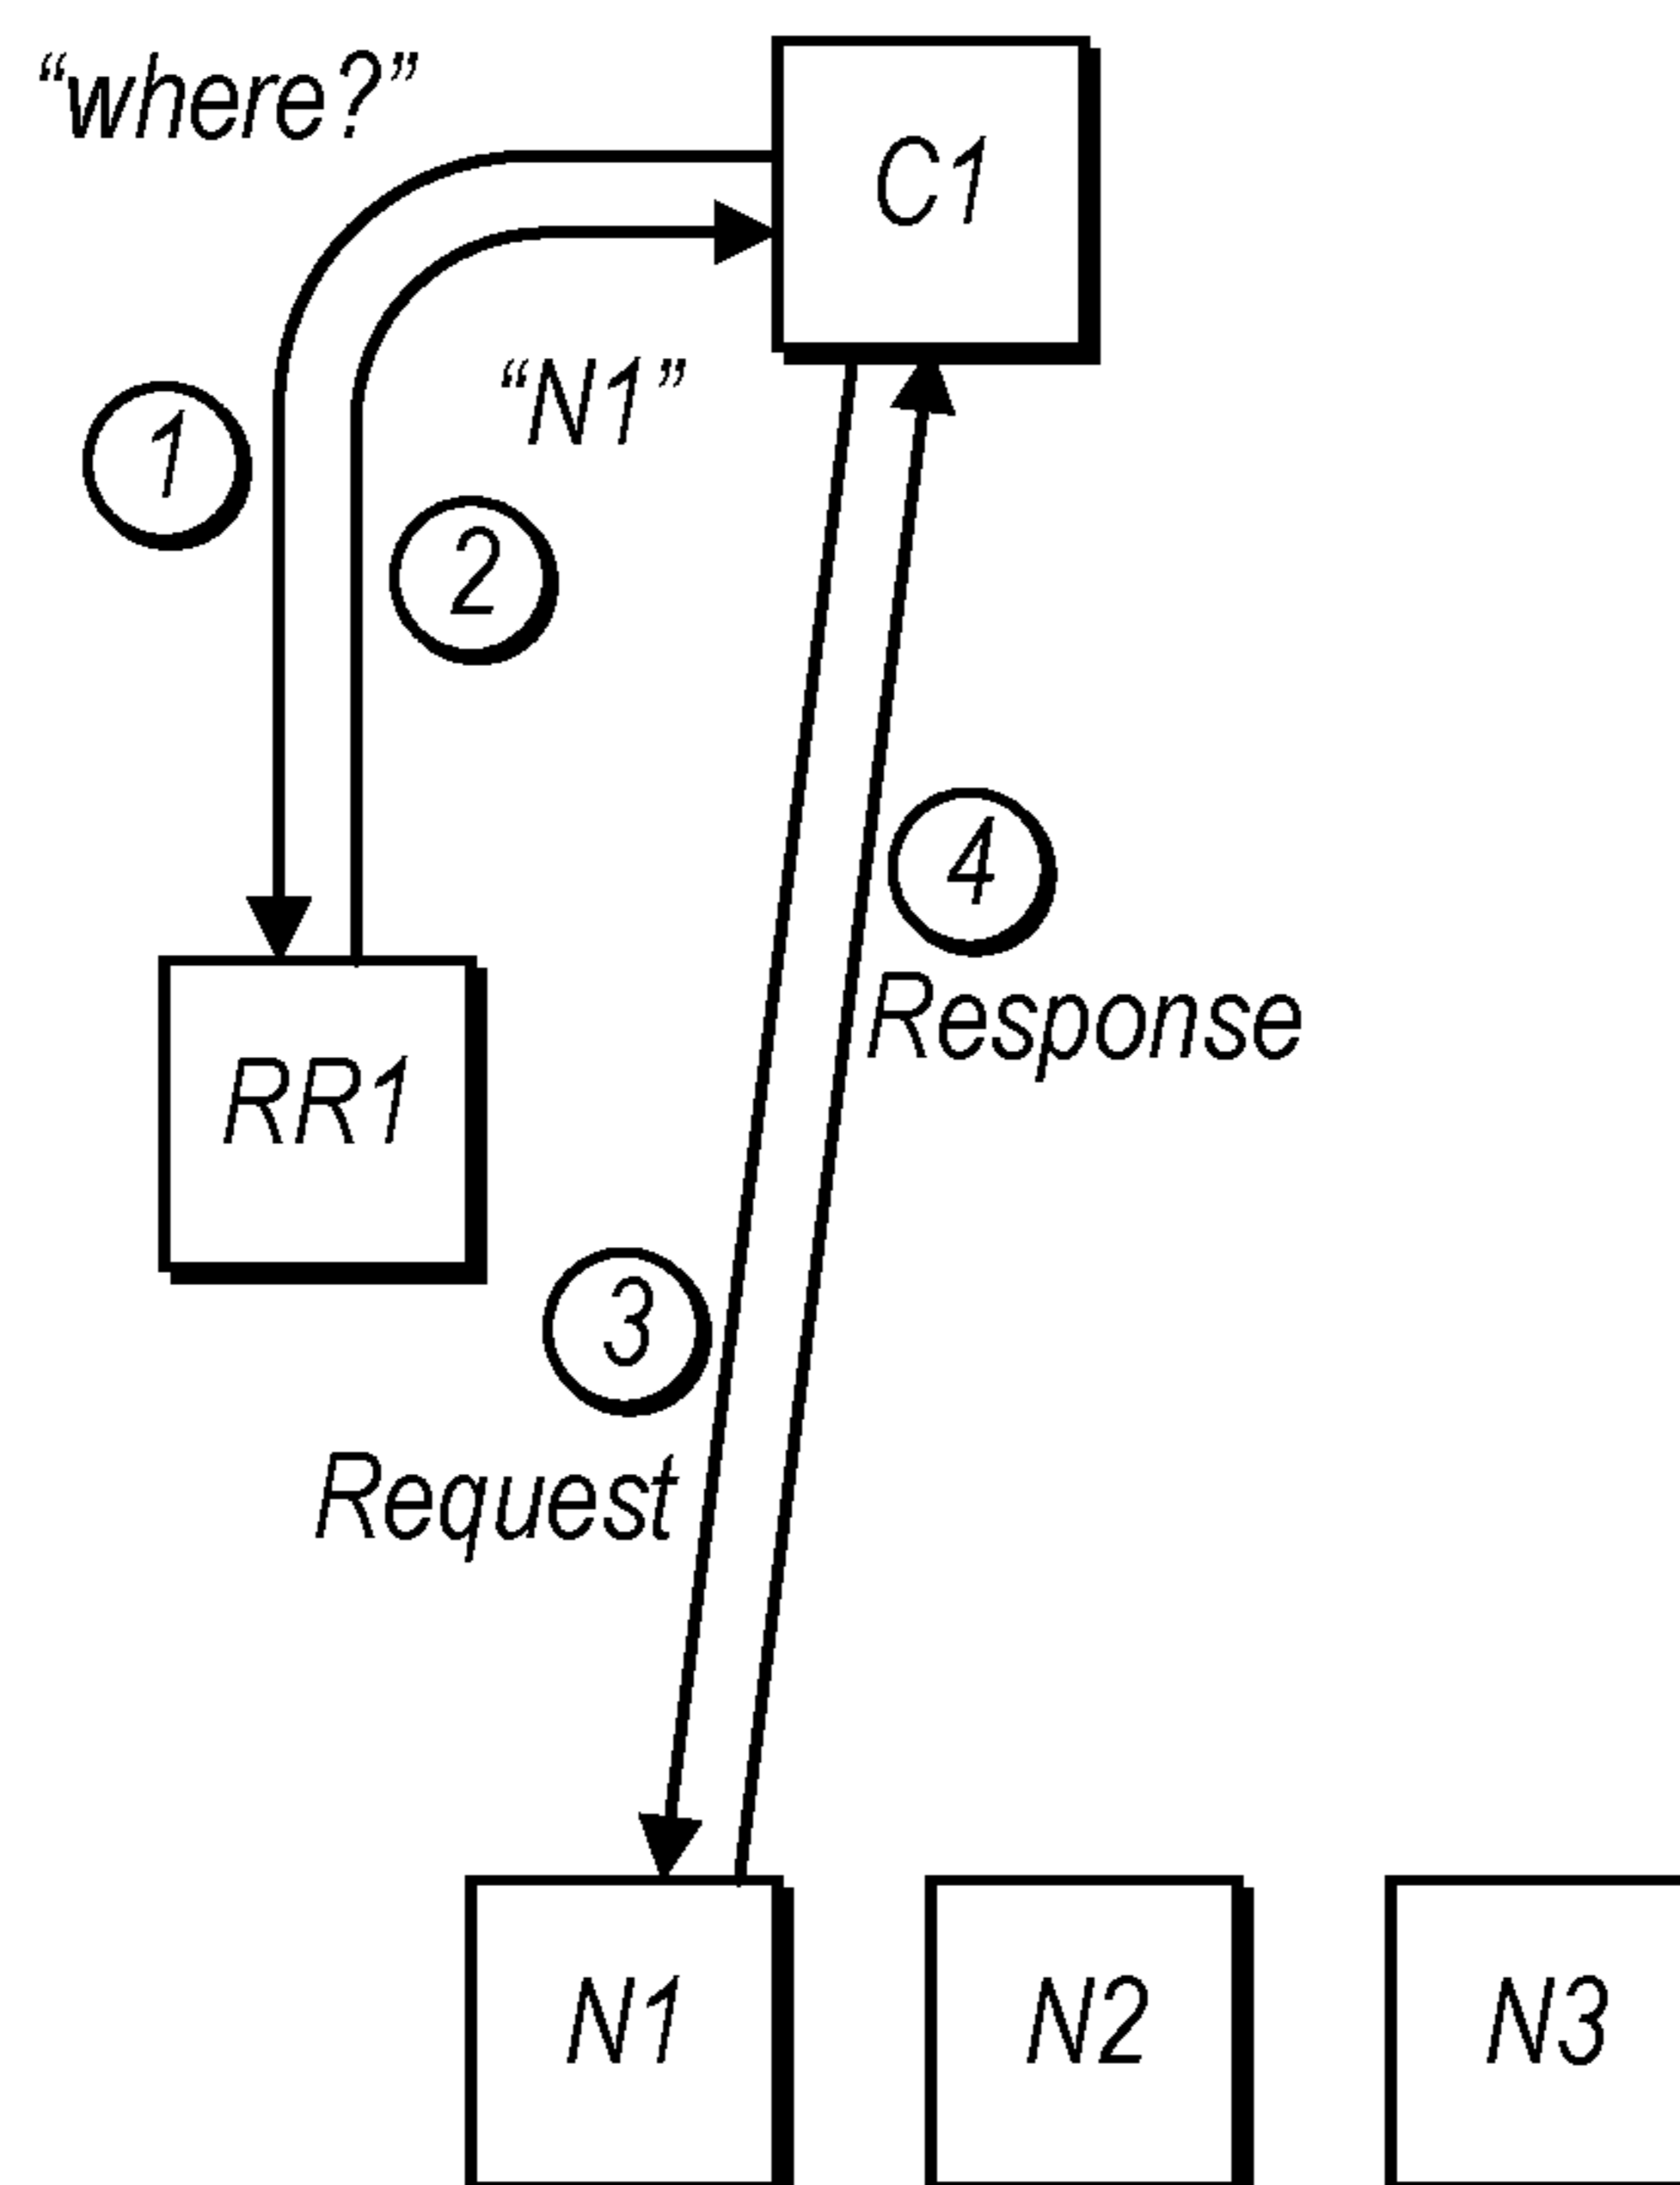 “where?”
C1
“N1”
1
2
4
Response
RR1
3
Request
N1
N2
N3